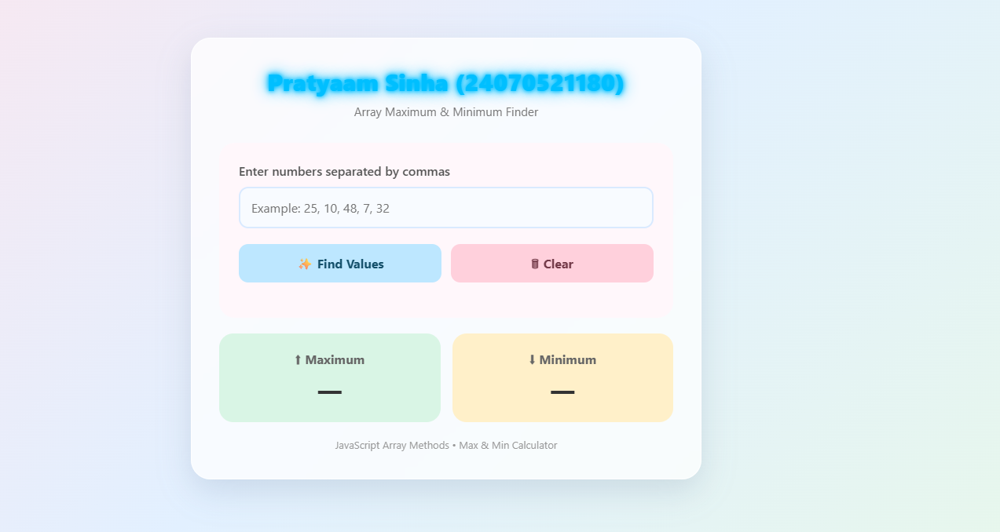 Pratyaam Sinha (24070521180)
Array Maximum & Minimum Finder
Enter numbers separated by commas
Example: 25, 10, 48, 7, 32
✨ Find Values
🗑 Clear
⬆ Maximum
—
⬇ Minimum
—
JavaScript Array Methods • Max & Min Calculator